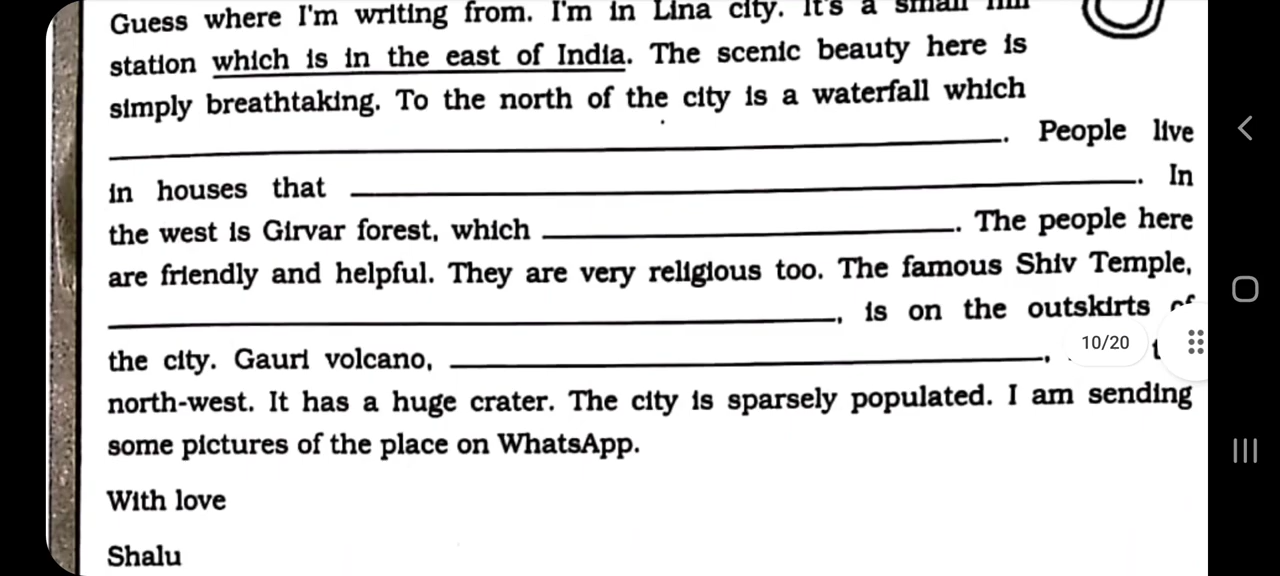 Guess where I'm writing from. I'm in Lina city. It's a small
station which is in the east of India. The scenic beauty here is
simply breathtaking. To the north of the city is a waterfall which
. People live
in houses that . In
the west is Girvar forest, which . The people here
are friendly and helpful. They are very religious too. The famous Shiv Temple,
, is on the outskirts of
the city. Gauri volcano, ,
10/20
north-west. It has a huge crater. The city is sparsely populated. I am sending
some pictures of the place on WhatsApp.
With love
Shalu